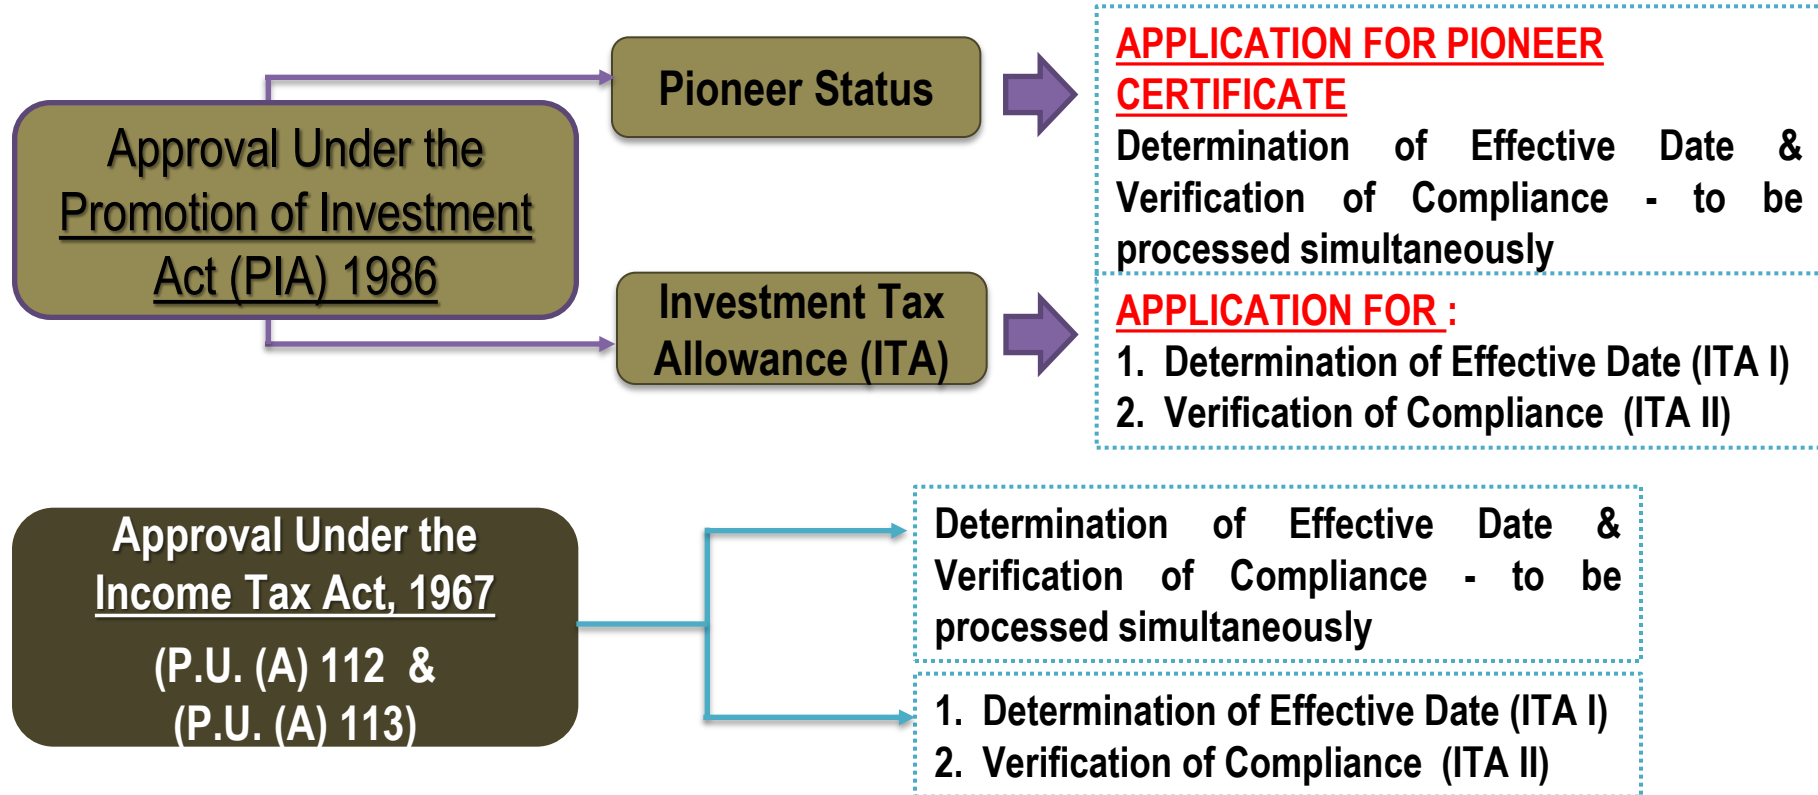 Approval Under the
Promotion of Investment
Act (PIA) 1986
Pioneer Status
APPLICATION FOR PIONEER
CERTIFICATE
Determination of Effective Date &
Verification of Compliance - to be
processed simultaneously
Investment Tax
Allowance (ITA)
APPLICATION FOR :
1. Determination of Effective Date (ITA I)
2. Verification of Compliance (ITA II)
Approval Under the
Income Tax Act, 1967
(P.U. (A) 112 &
(P.U. (A) 113)
Determination of Effective Date &
Verification of Compliance - to be
processed simultaneously
1. Determination of Effective Date (ITA I)
2. Verification of Compliance (ITA II)